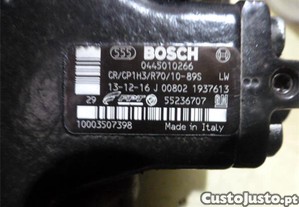 BOSCH
0445010266
CR/CP1H3/R70/10-89S LW
13-12-16 J 00802 1937613
29 55236707
10003S07398 Made in Italy
CustoJusto.pt